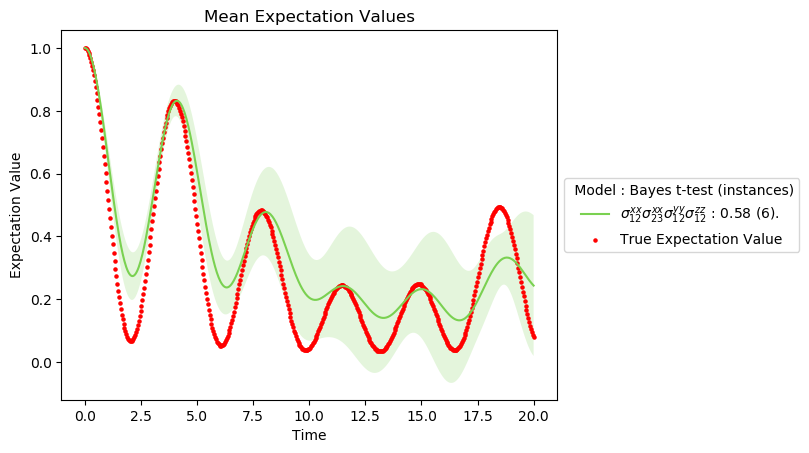 Mean Expectation Values
1.0
0.8
0.6
0.4
0.2
0.0
Expectation Value
0.0 2.5 5.0 7.5 10.0 12.5 15.0 17.5 20.0
Time
Model : Bayes t-test (instances)
σ₁₂ˣˣσ₂₃ˣˣσ₁₂ʸʸσ₁₂ᶻᶻ : 0.58 (6).
True Expectation Value